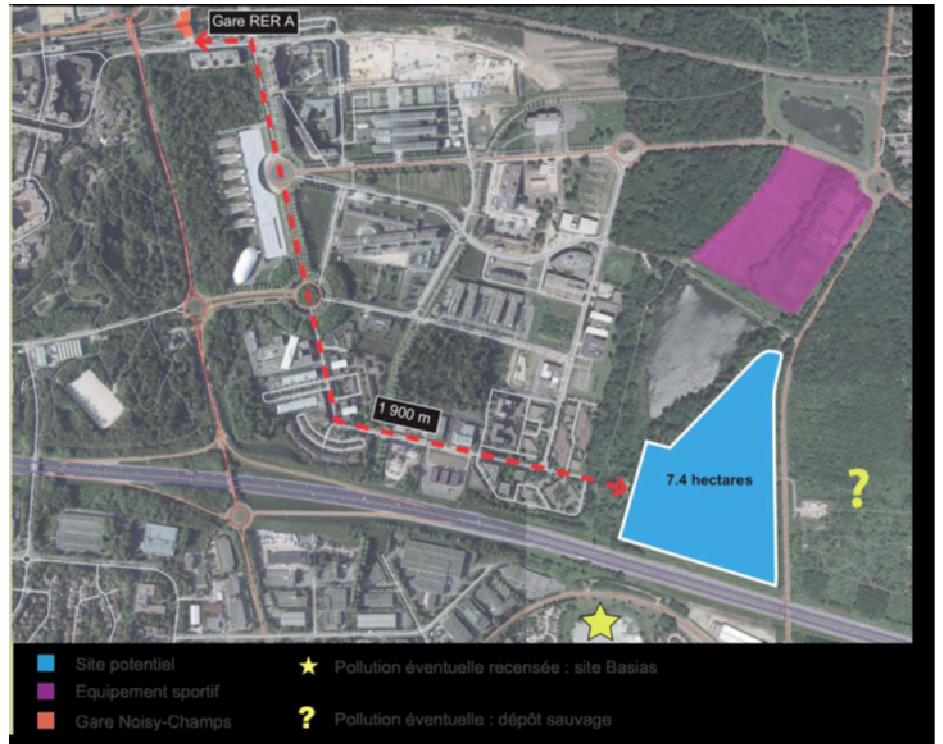 Gare RER A
1 900 m
7.4 hectares
?
Site potentiel
Pollution éventuelle recensée : site Basias
Equipement sportif
Gare Noisy-Champs
? Pollution éventuelle : dépôt sauvage